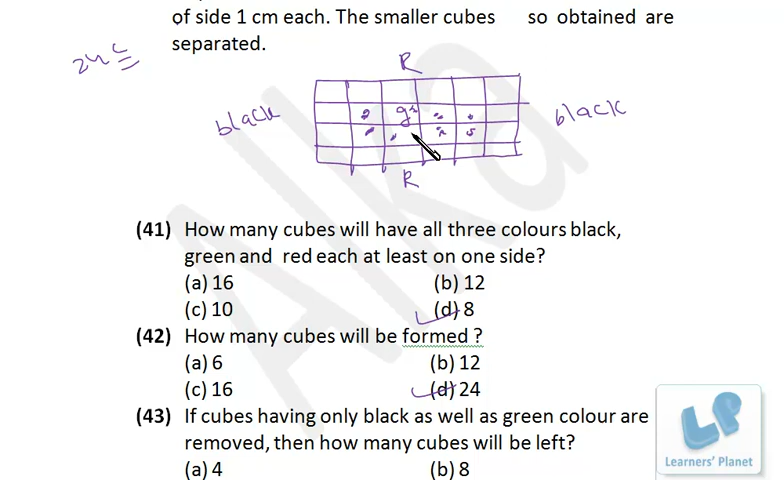 of side 1 cm each. The smaller cubes so obtained are
separated.
24 c
R
black
gr
black
R
(41) How many cubes will have all three colours black,
green and red each at least on one side?
(a) 16 (b) 12
(c) 10 (d) 8
(42) How many cubes will be formed ?
(a) 6 (b) 12
(c) 16 (d) 24
(43) If cubes having only black as well as green colour are
removed, then how many cubes will be left?
(a) 4 (b) 8
Alka
LP
Learners' Planet